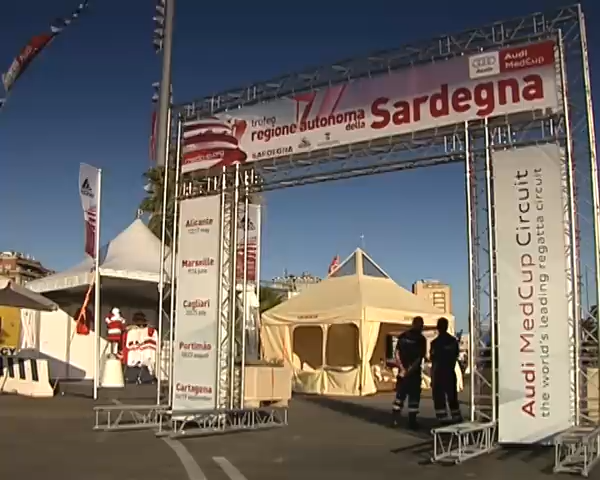 Audi
Audi
MedCup
trofeo
regione autonoma
della
Sardegna
SARDEGNA
Alicante
Marseille
Cagliari
Portimão
Cartagena
Audi MedCup Circuit
the world's leading regatta circuit